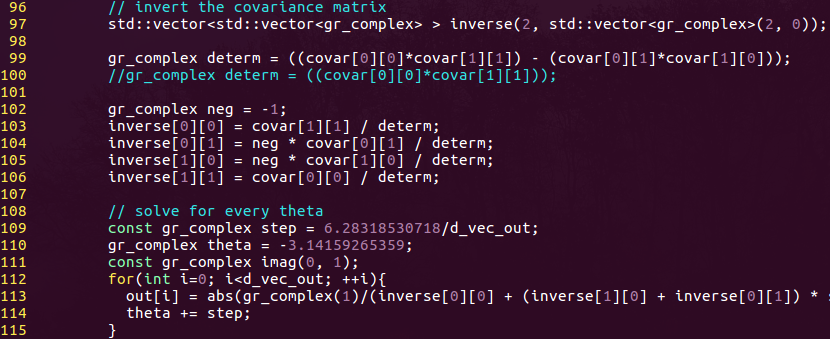 96 // invert the covariance matrix
97 std::vector<std::vector<gr_complex> > inverse(2, std::vector<gr_complex>(2, 0));
98
99 gr_complex determ = ((covar[0][0]*covar[1][1]) - (covar[0][1]*covar[1][0]));
100 //gr_complex determ = ((covar[0][0]*covar[1][1]));
101
102 gr_complex neg = -1;
103 inverse[0][0] = covar[1][1] / determ;
104 inverse[0][1] = neg * covar[0][1] / determ;
105 inverse[1][0] = neg * covar[1][0] / determ;
106 inverse[1][1] = covar[0][0] / determ;
107
108 // solve for every theta
109 const gr_complex step = 6.28318530718/d_vec_out;
110 gr_complex theta = -3.14159265359;
111 const gr_complex imag(0, 1);
112 for(int i=0; i<d_vec_out; ++i){
113 out[i] = abs(gr_complex(1)/(inverse[0][0] + (inverse[1][0] + inverse[0][1]) *
114 theta += step;
115 }